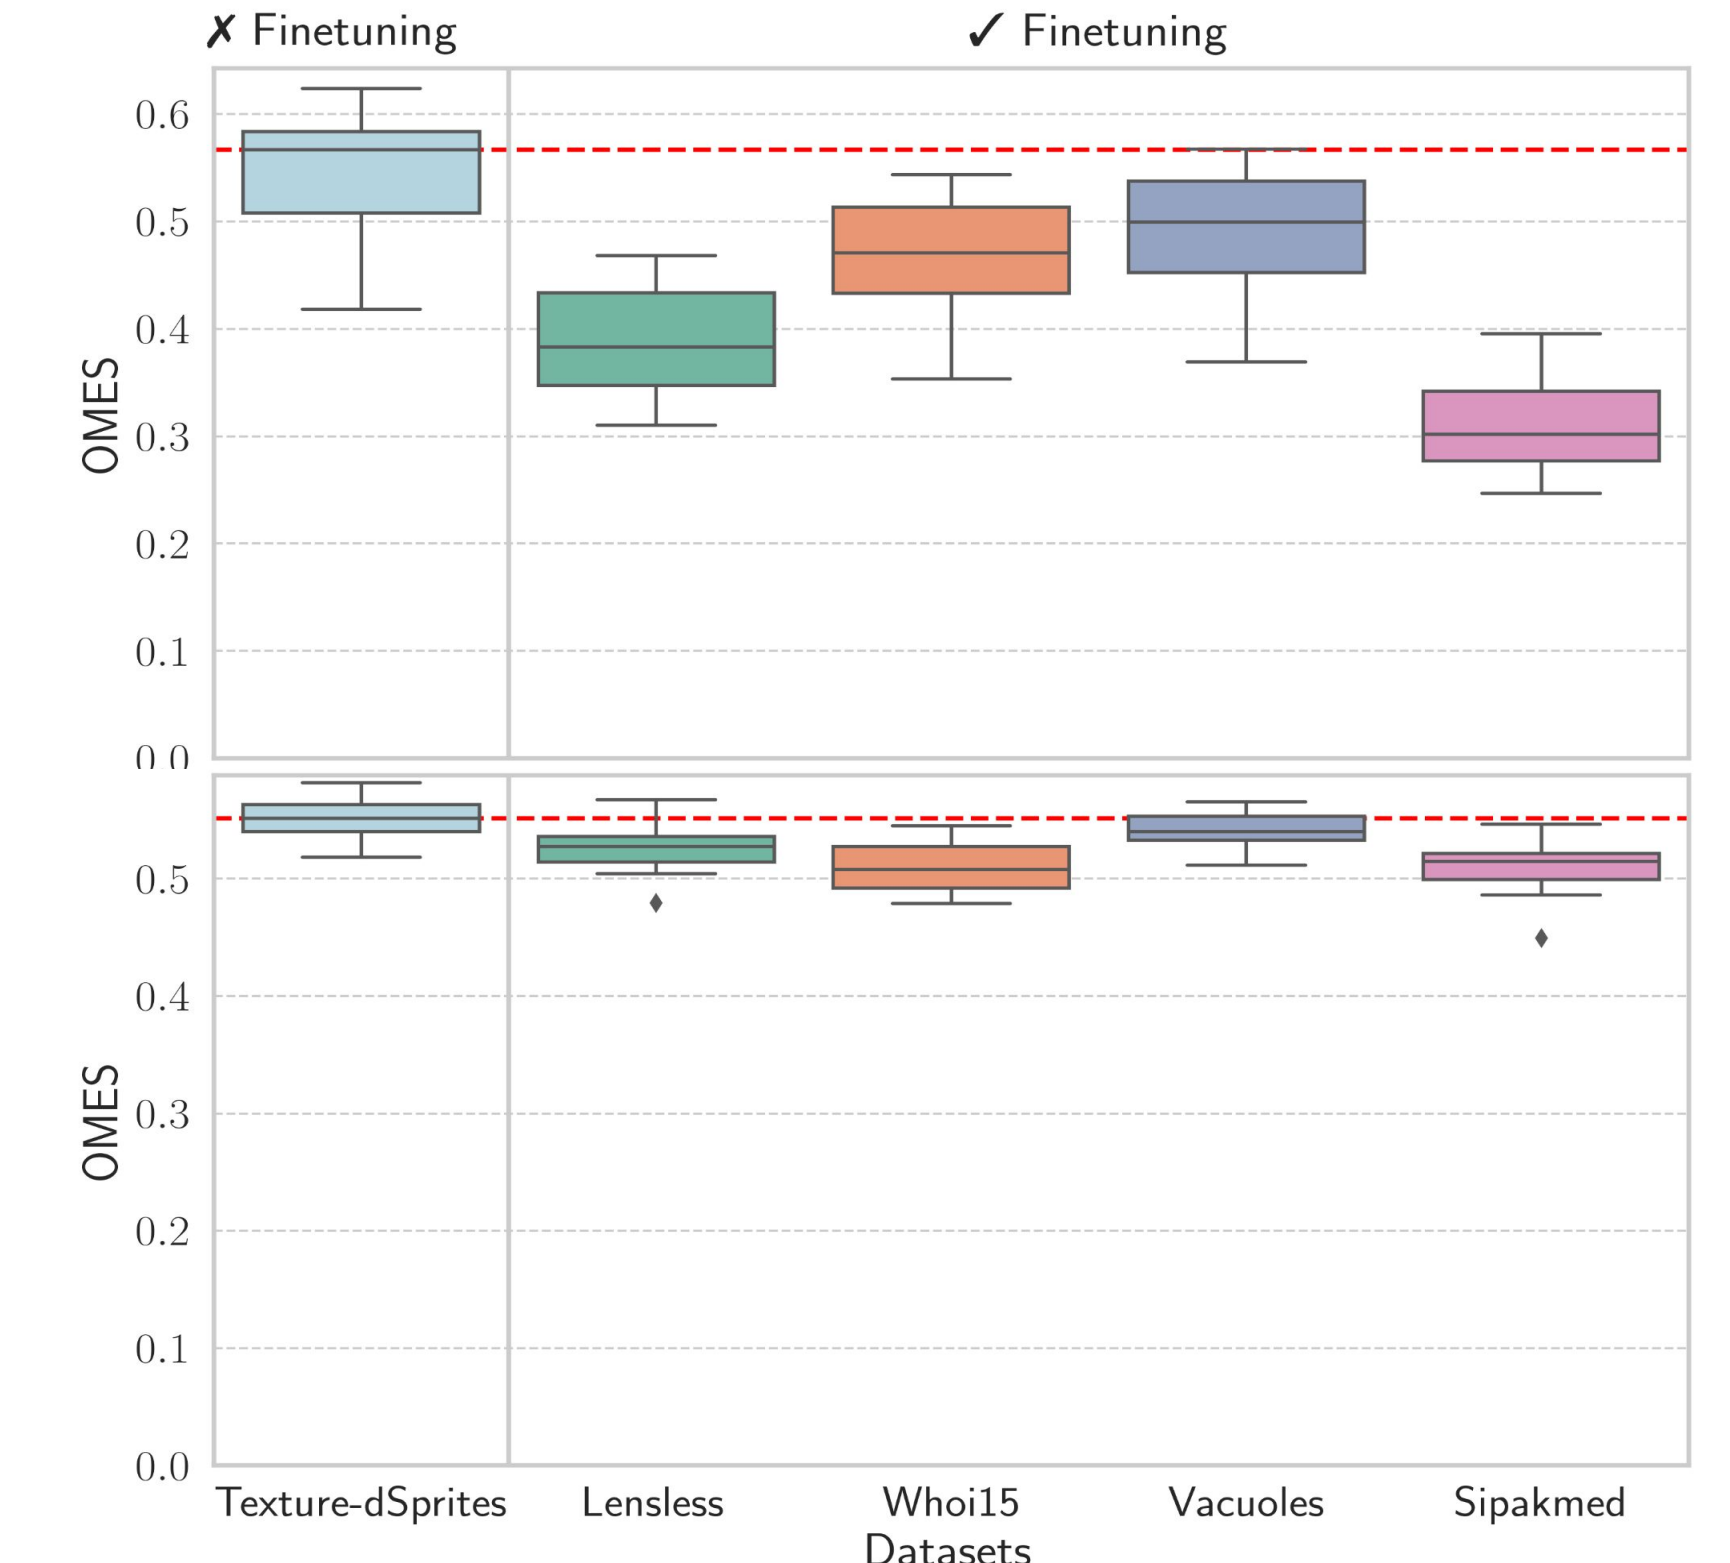 ✗ Finetuning
✓ Finetuning
0.6
0.5
0.4
0.3
0.2
0.1
0.0
OMES
0.5
0.4
0.3
0.2
0.1
0.0
OMES
Texture-dSprites Lensless Whoi15 Vacuoles Sipakmed
Datasets